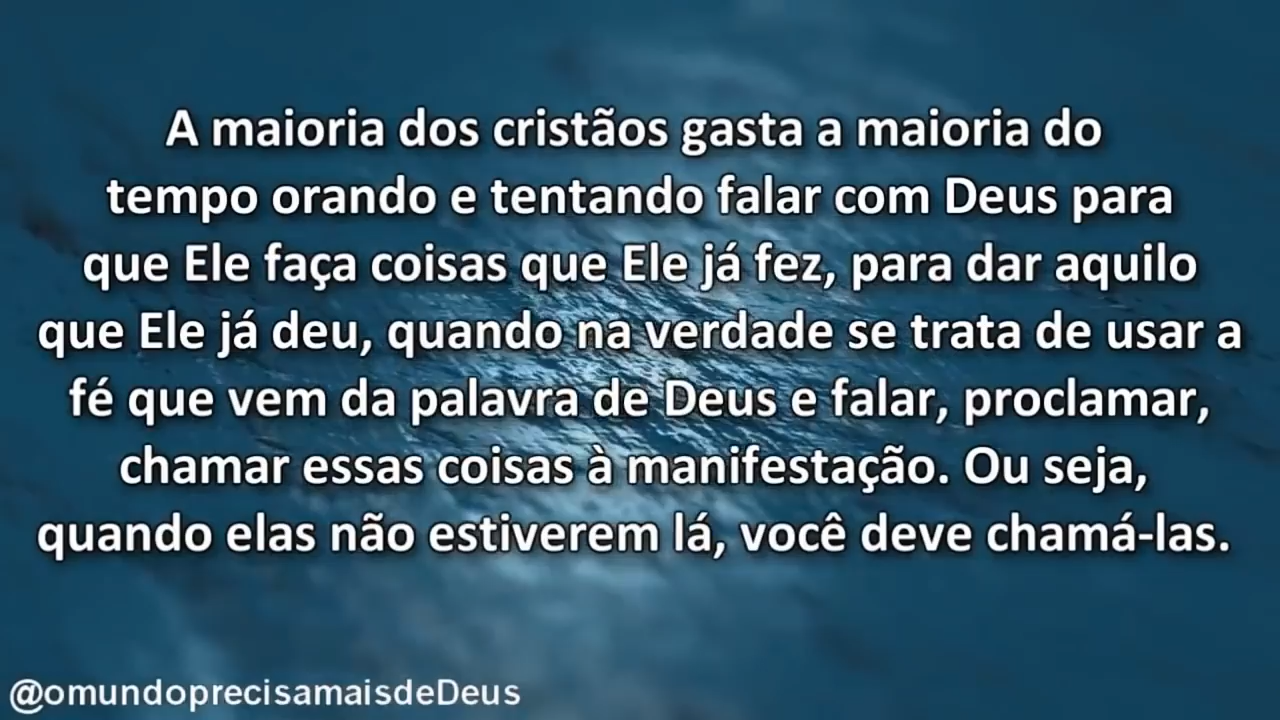 A maioria dos cristãos gasta a maioria do
tempo orando e tentando falar com Deus para
que Ele faça coisas que Ele já fez, para dar aquilo
que Ele já deu, quando na verdade se trata de usar a
fé que vem da palavra de Deus e falar, proclamar,
chamar essas coisas à manifestação. Ou seja,
quando elas não estiverem lá, você deve chamá-las.
@omundoprecisamaisdeDeus